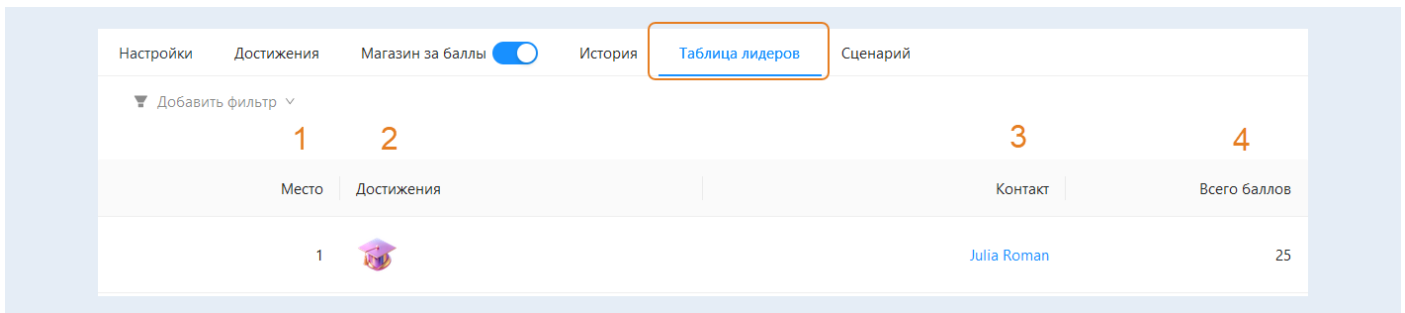 Настройки Достижения Магазин за баллы История Таблица лидеров Сценарий
Добавить фильтр
1 2 3 4
Место Достижения Контакт Всего баллов
1 Julia Roman 25